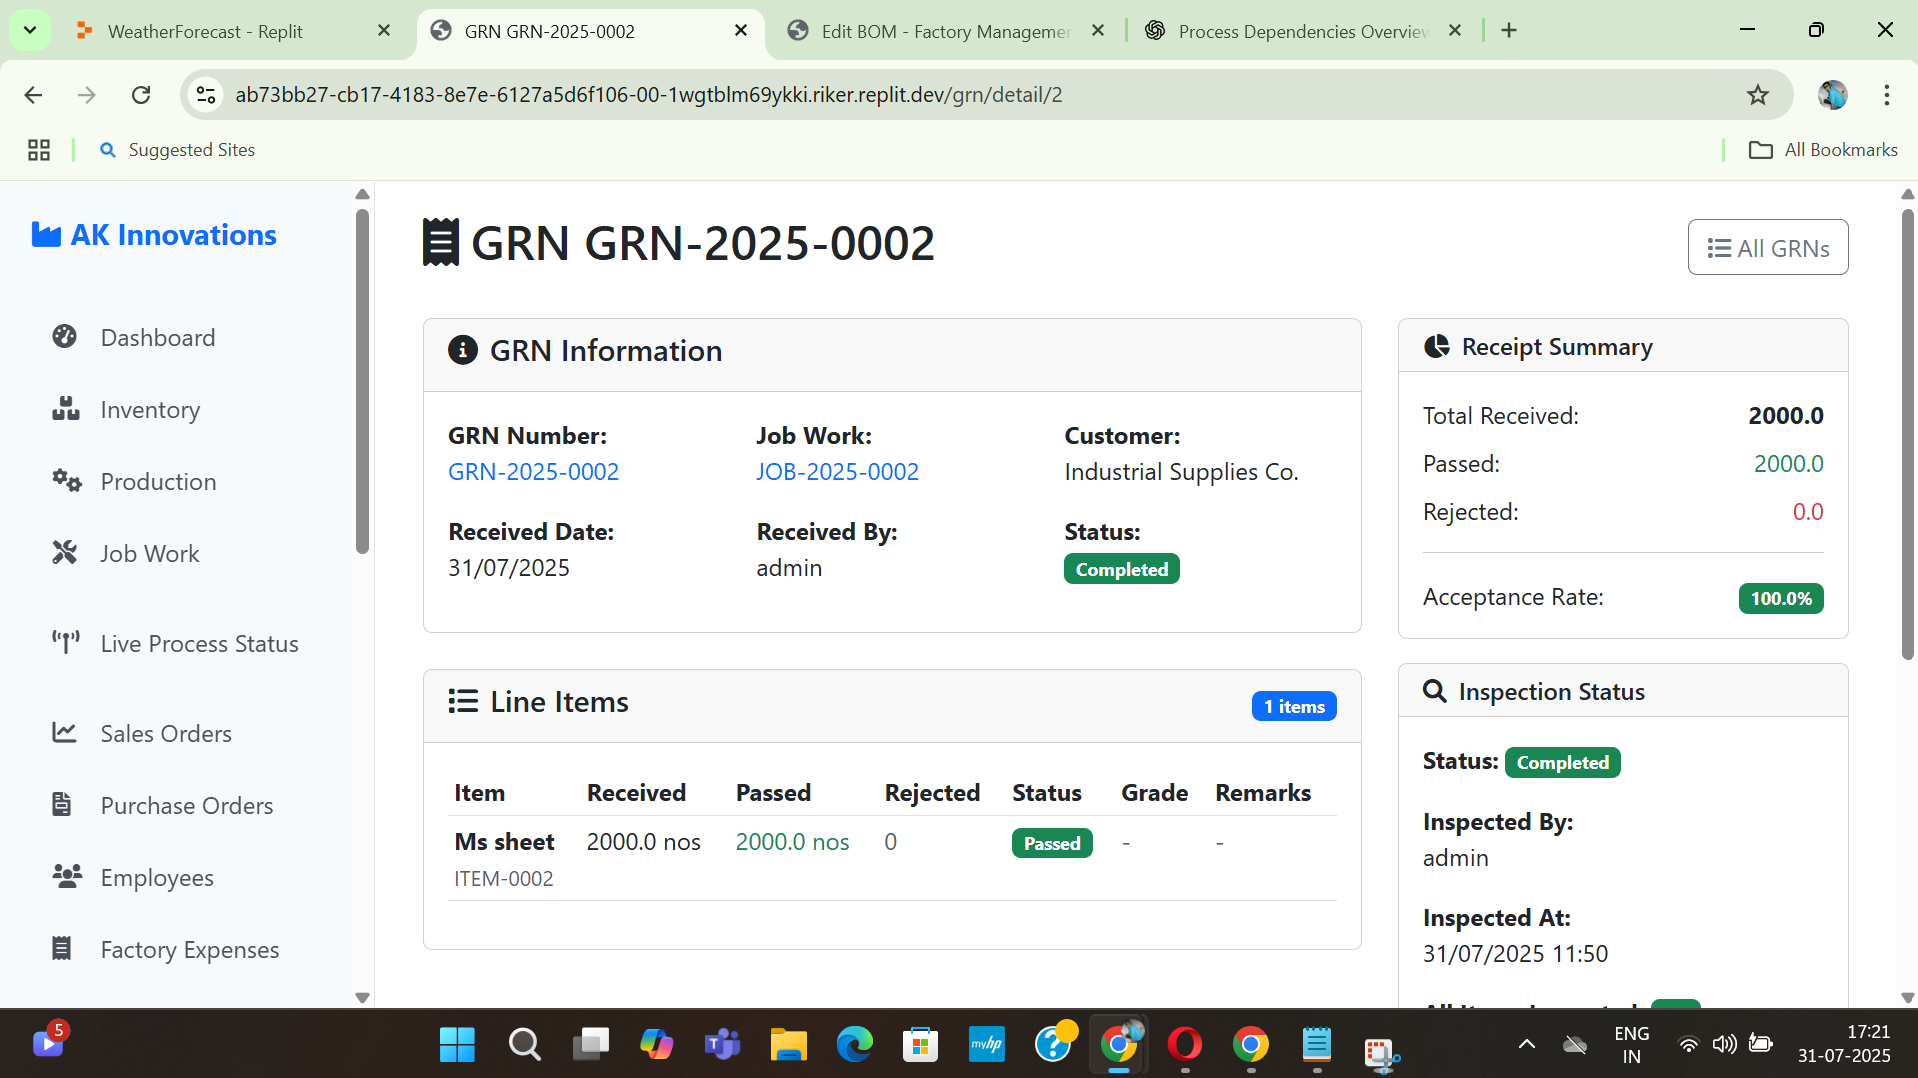 WeatherForecast - Replit
GRN GRN-2025-0002
Edit BOM - Factory Managemer
Process Dependencies Overview
ab73bb27-cb17-4183-8e7e-6127a5d6f106-00-1wgtblm69ykki.riker.replit.dev/grn/detail/2
Suggested Sites
All Bookmarks
AK Innovations
Dashboard
Inventory
Production
Job Work
Live Process Status
Sales Orders
Purchase Orders
Employees
Factory Expenses
GRN GRN-2025-0002
All GRNs
GRN Information
GRN Number: Job Work: Customer:
GRN-2025-0002 JOB-2025-0002 Industrial Supplies Co.
Received Date: Received By: Status:
31/07/2025 admin Completed
Line Items
1 items
Item Received Passed Rejected Status Grade Remarks
Ms sheet 2000.0 nos 2000.0 nos 0 Passed - -
ITEM-0002
Receipt Summary
Total Received: 2000.0
Passed: 2000.0
Rejected: 0.0
Acceptance Rate: 100.0%
Inspection Status
Status: Completed
Inspected By:
admin
Inspected At:
31/07/2025 11:50
5
myhp
ENG
IN
17:21
31-07-2025